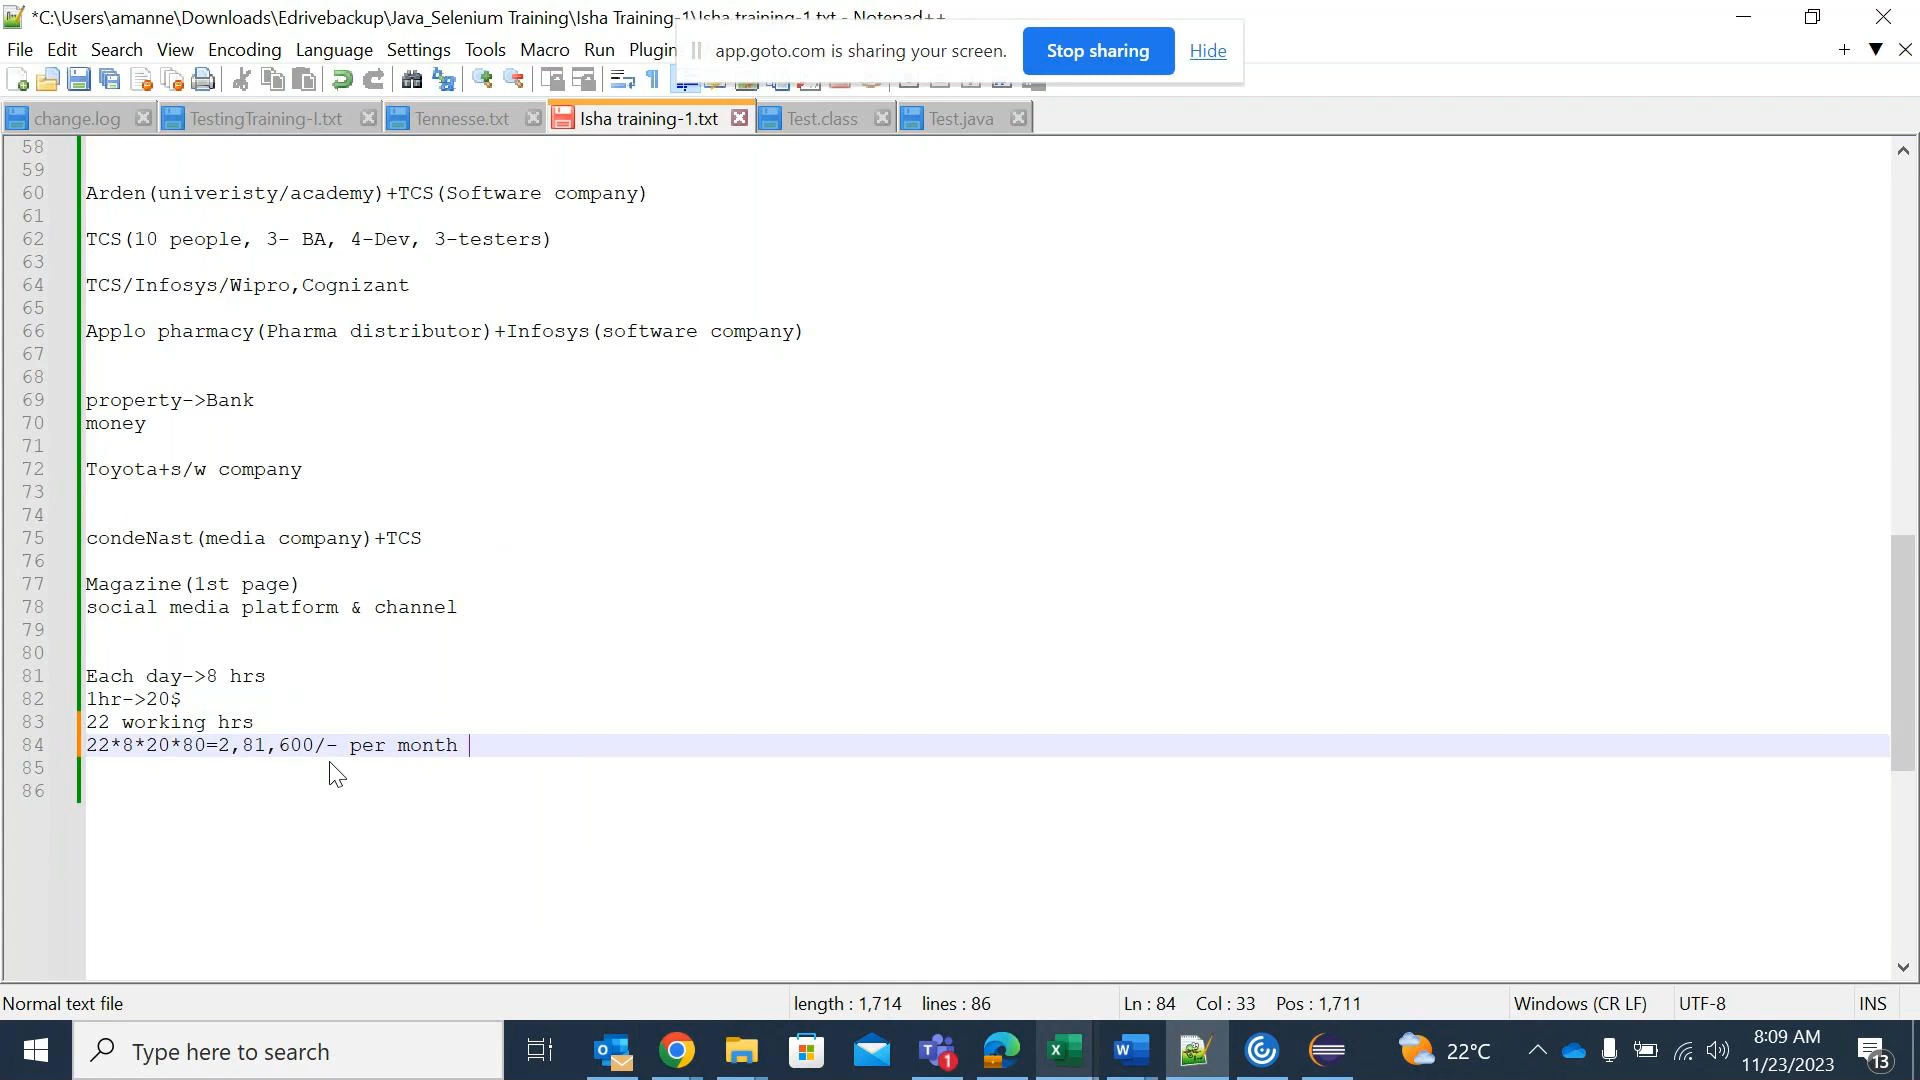 *C:\Users\amanne\Downloads\Edrivebackup\Java_Selenium Training\Isha Training-1\Isha training-1.txt - Notepad++
File Edit Search View Encoding Language Settings Tools Macro Run
app.goto.com is sharing your screen. Stop sharing Hide
change.log TestingTraining-I.txt Tennesse.txt Isha training-1.txt Test.class Test.java
58
59
60 Arden(univeristy/academy)+TCS(Software company)
61
62 TCS(10 people, 3- BA, 4-Dev, 3-testers)
63
64 TCS/Infosys/Wipro,Cognizant
65
66 Applo pharmacy(Pharma distributor)+Infosys(software company)
67
68
69 property->Bank
70 money
71
72 Toyota+s/w company
73
74
75 condeNast(media company)+TCS
76
77 Magazine(1st page)
78 social media platform & channel
79
80
81 Each day->8 hrs
82 1hr->20$
83 22 working hrs
84 22*8*20*80=2,81,600/- per month
85
86
Normal text file length : 1,714 lines : 86 Ln : 84 Col : 33 Pos : 1,711 Windows (CR LF) UTF-8 INS
Type here to search 1 22°C 8:09 AM 13
11/23/2023